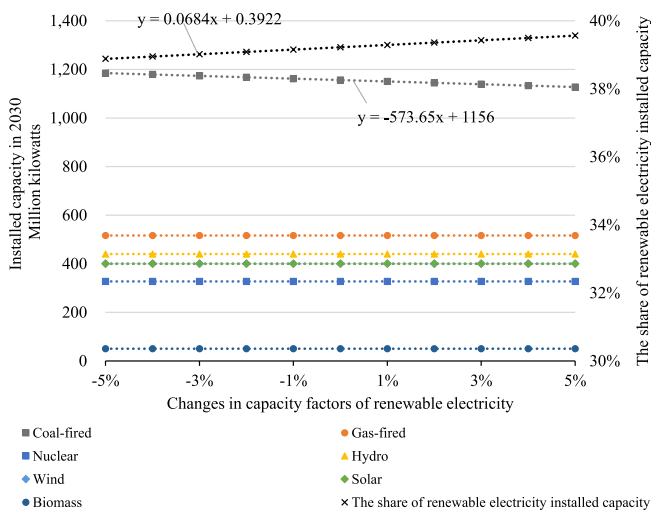 1,400
1,200
1,000
800
600
400
200
0
Installed capacity in 2030
Million kilowatts
y = 0.0684x + 0.3922
y = -573.65x + 1156
40%
38%
36%
34%
32%
30%
The share of renewable electricity installed capacity
-5% -3% -1% 1% 3% 5%
Changes in capacity factors of renewable electricity
Coal-fired Gas-fired
Nuclear Hydro
Wind Solar
Biomass The share of renewable electricity installed capacity